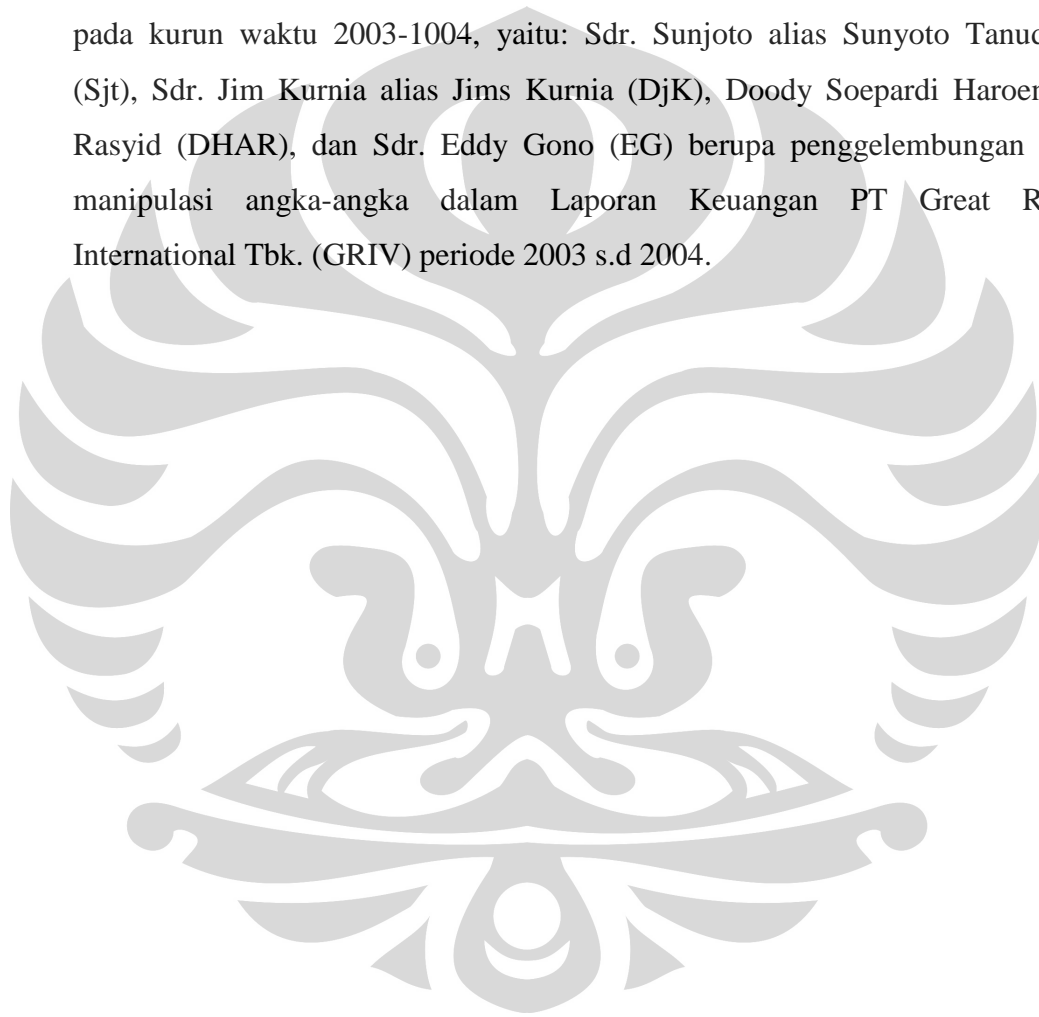 pada kurun waktu 2003-1004, yaitu: Sdr. Sunjoto alias Sunyoto
(Sjt), Sdr. Jim Kurnia alias Jims Kurnia (DjK), Doody Soepardi
Rasyid (DHAR), dan Sdr. Eddy Gono (EG) berupa penggelembungan
manipulasi angka-angka dalam Laporan Keuangan PT Great
International Tbk. (GRIV) periode 2003 s.d 2004.